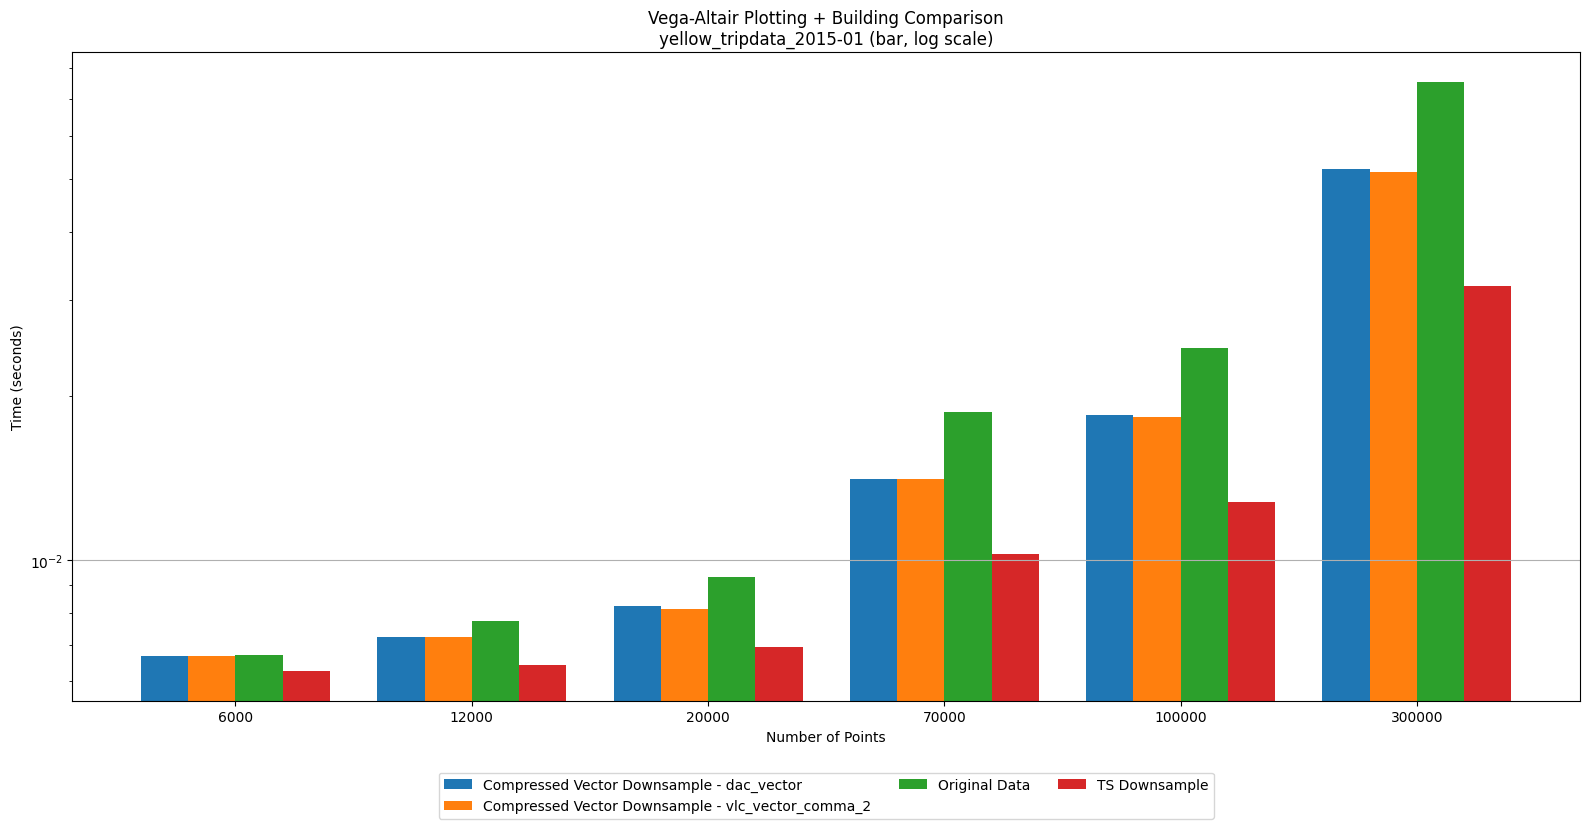 Vega-Altair Plotting + Building Comparison
yellow_tripdata_2015-01 (bar, log scale)
Time (seconds)
10⁻²
6000 12000 20000 70000 100000 300000
Number of Points
Compressed Vector Downsample - dac_vector Original Data TS Downsample
Compressed Vector Downsample - vlc_vector_comma_2